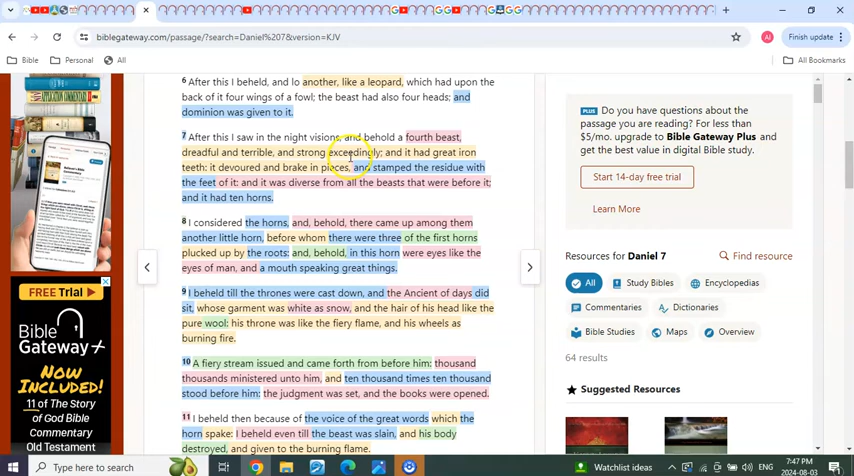 Finish update
biblegateway.com/passage/?search=Daniel%207&version=KJV
Bible
Personal
All
All Bookmarks
6 After this I beheld, and lo another, like a leopard, which had upon the
back of it four wings of a fowl; the beast had also four heads; and
dominion was given to it.
7 After this I saw in the night visions, and behold a fourth beast,
dreadful and terrible, and strong exceedingly; and it had great iron
teeth: it devoured and brake in pieces, and stamped the residue with
the feet of it: and it was diverse from all the beasts that were before it;
and it had ten horns.
8 I considered the horns, and, behold, there came up among them
another little horn, before whom there were three of the first horns
plucked up by the roots: and, behold, in this horn were eyes like the
eyes of man, and a mouth speaking great things.
9 I beheld till the thrones were cast down, and the Ancient of days did
sit, whose garment was white as snow, and the hair of his head like the
pure wool: his throne was like the fiery flame, and his wheels as
burning fire.
10 A fiery stream issued and came forth from before him: thousand
thousands ministered unto him, and ten thousand times ten thousand
stood before him: the judgment was set, and the books were opened.
11 I beheld then because of the voice of the great words which the
horn spake: I beheld even till the beast was slain, and his body
destroyed, and given to the burning flame.
PLUS Do you have questions about the
passage you are reading? For less than
$5/mo. upgrade to Bible Gateway Plus and
get the best value in digital Bible study.
Start 14-day free trial
Learn More
Resources for Daniel 7
Find resource
All
Study Bibles
Encyclopedias
Commentaries
Dictionaries
Bible Studies
Maps
Overview
64 results
Suggested Resources
FREE Trial
Bible
Gateway
NOW
INCLUDED!
11 of The Story
of God Bible
Commentary
Old Testament
Type here to search
Watchlist ideas
7:47 PM
2024-08-03